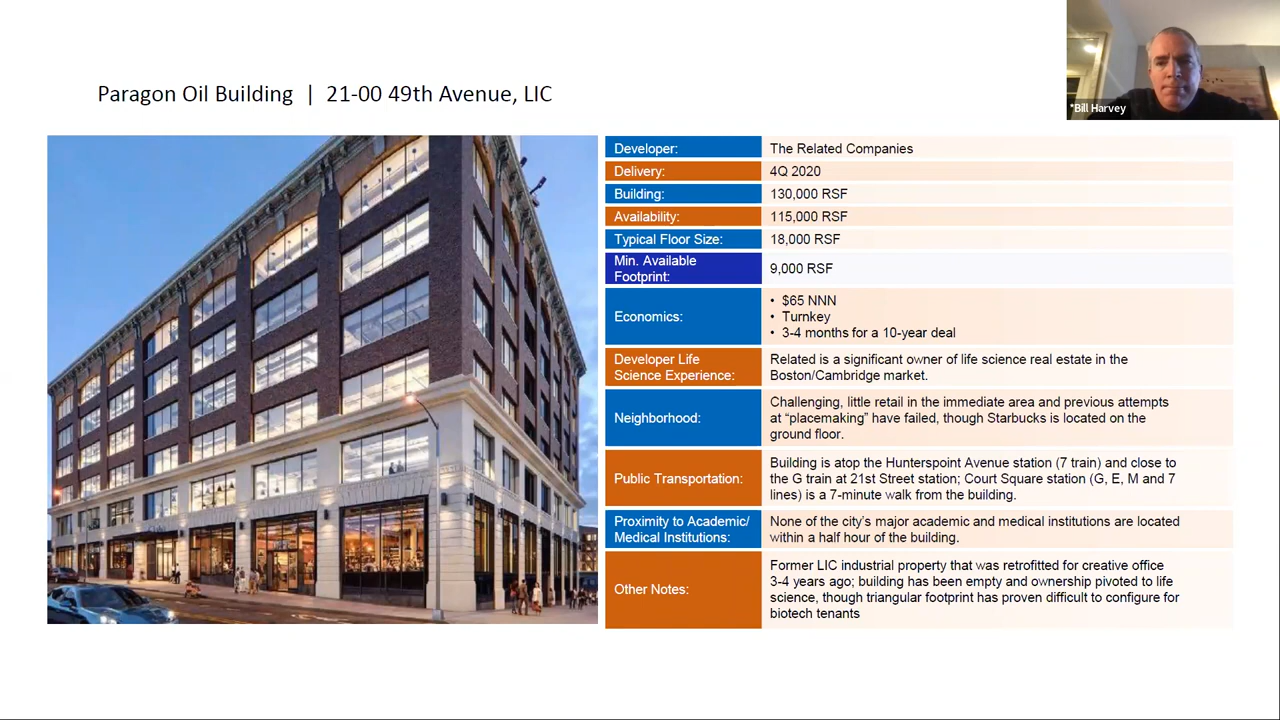 *Bill Harvey
Paragon Oil Building | 21-00 49th Avenue, LIC
Developer:
The Related Companies
Delivery:
4Q 2020
Building:
130,000 RSF
Availability:
115,000 RSF
Typical Floor Size:
18,000 RSF
Min. Available
Footprint:
9,000 RSF
Economics:
• $65 NNN
• Turnkey
• 3-4 months for a 10-year deal
Developer Life
Science Experience:
Related is a significant owner of life science real estate in the
Boston/Cambridge market.
Neighborhood:
Challenging, little retail in the immediate area and previous attempts
at “placemaking” have failed, though Starbucks is located on the
ground floor.
Public Transportation:
Building is atop the Hunterspoint Avenue station (7 train) and close to
the G train at 21st Street station; Court Square station (G, E, M and 7
lines) is a 7-minute walk from the building.
Proximity to Academic/
Medical Institutions:
None of the city’s major academic and medical institutions are located
within a half hour of the building.
Other Notes:
Former LIC industrial property that was retrofitted for creative office
3-4 years ago; building has been empty and ownership pivoted to life
science, though triangular footprint has proven difficult to configure for
biotech tenants